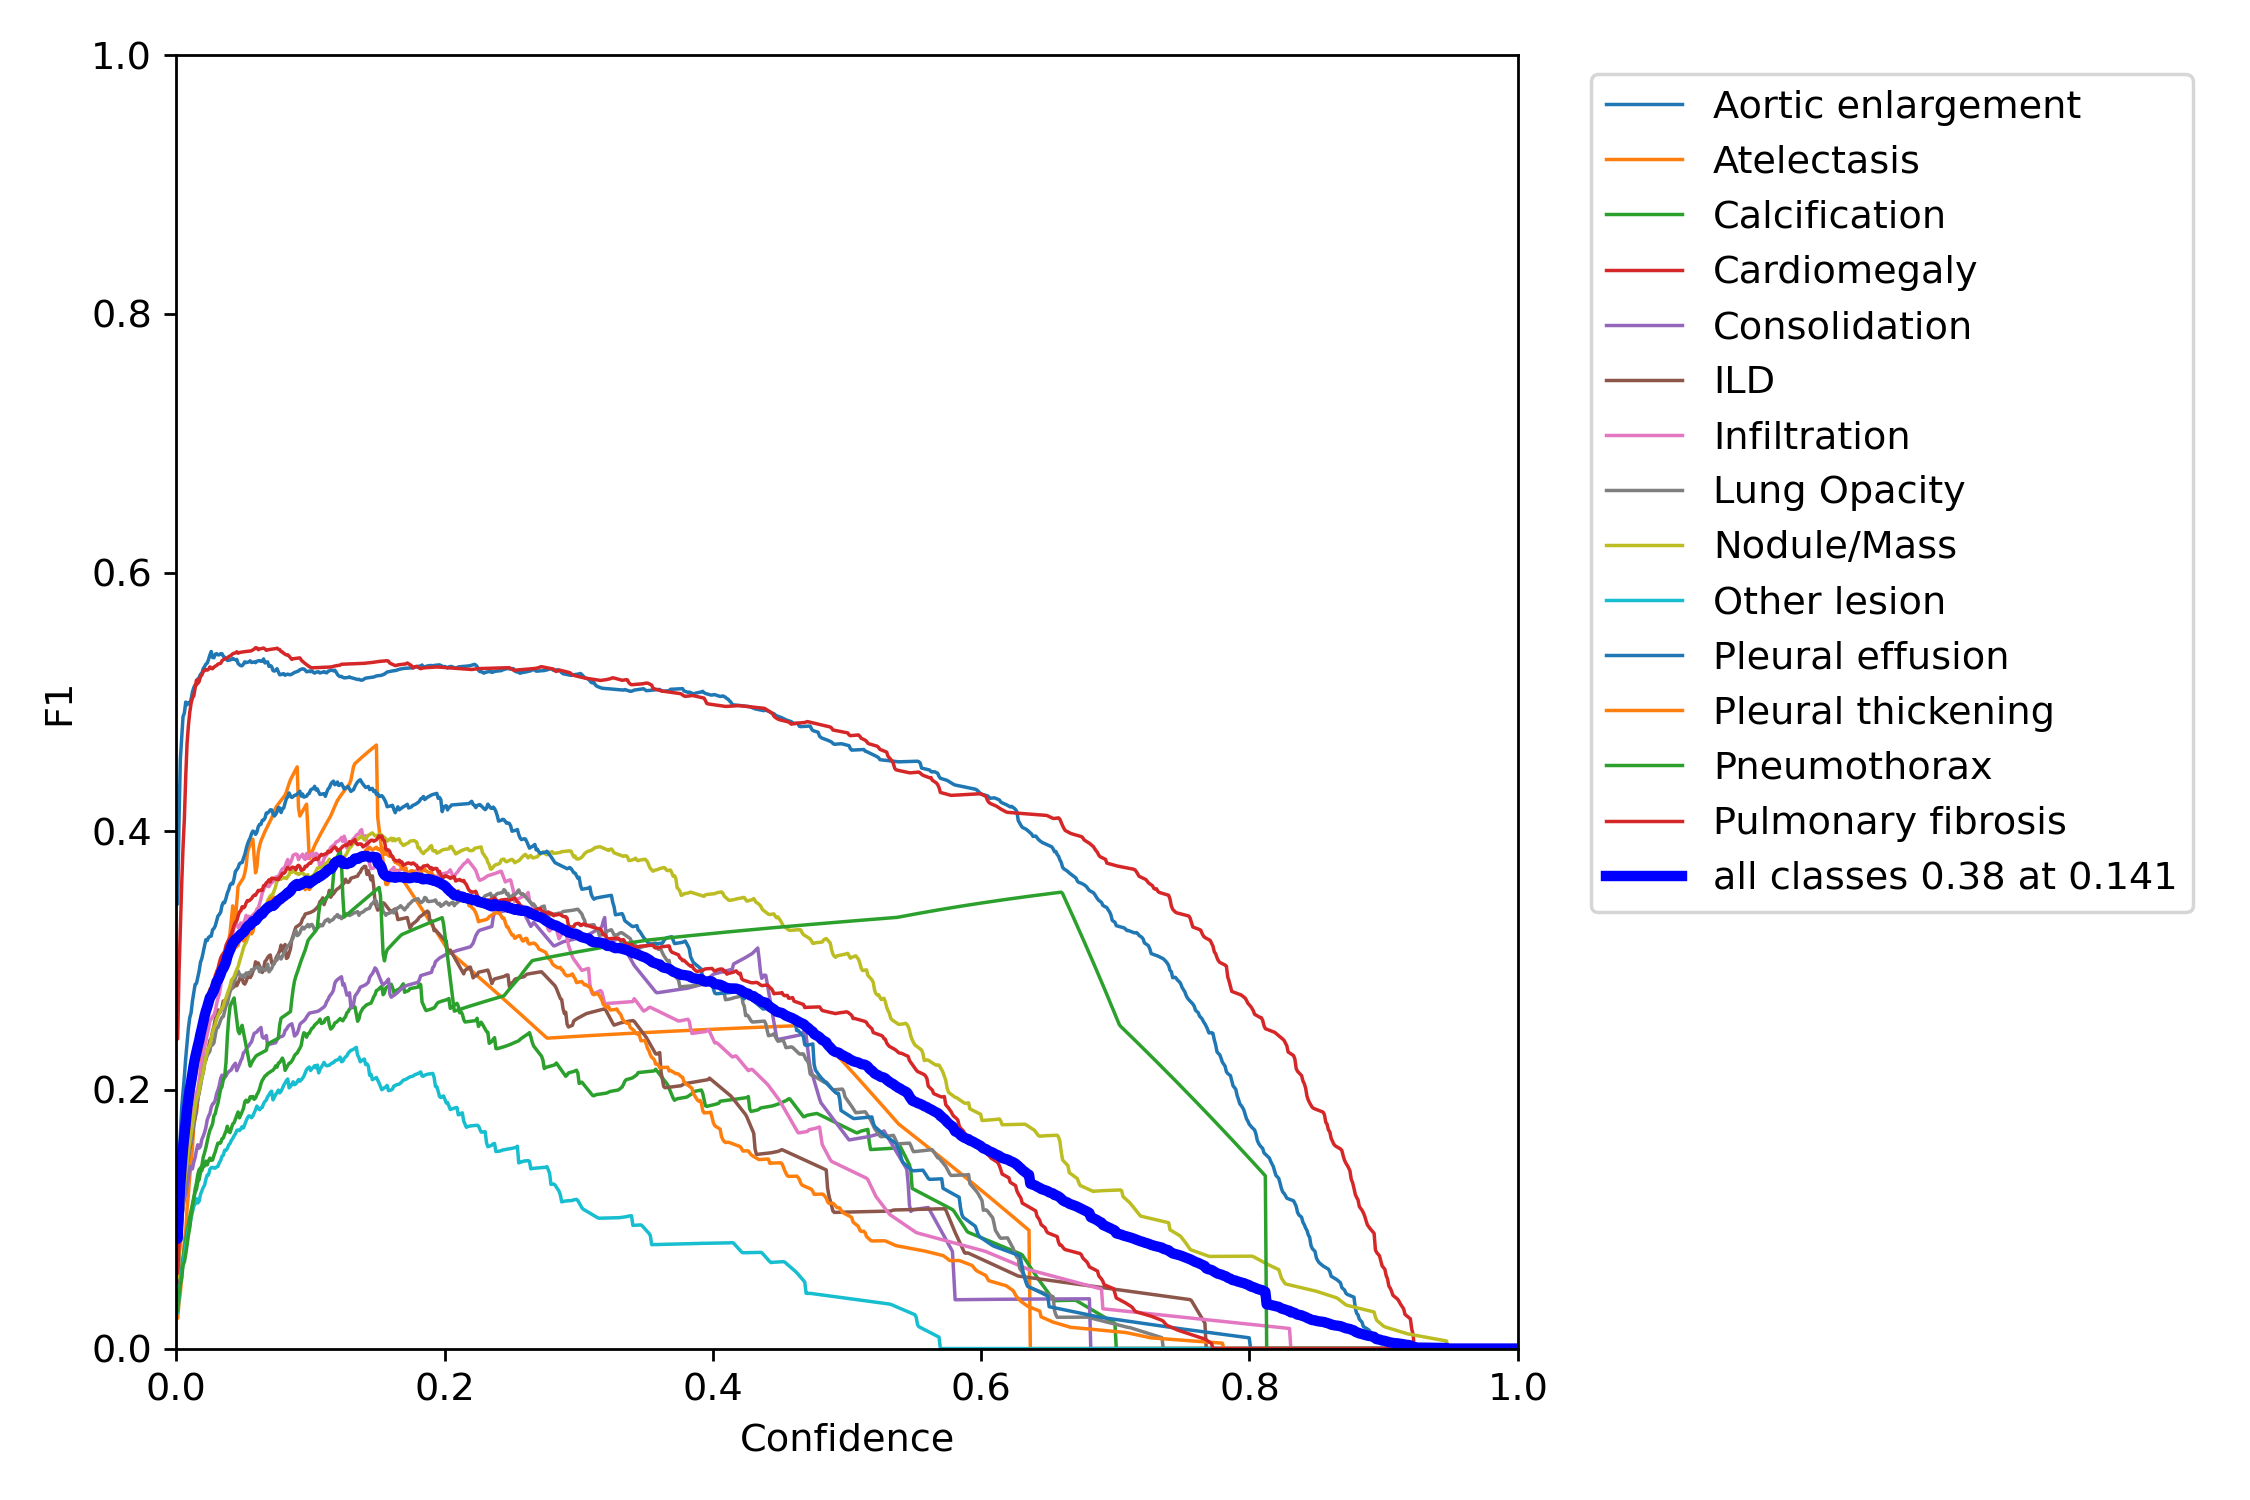 1.0
0.8
0.6
0.4
0.2
0.0
F1
0.0 0.2 0.4 0.6 0.8 1.0
Confidence
Aortic enlargement
Atelectasis
Calcification
Cardiomegaly
Consolidation
ILD
Infiltration
Lung Opacity
Nodule/Mass
Other lesion
Pleural effusion
Pleural thickening
Pneumothorax
Pulmonary fibrosis
all classes 0.38 at 0.141